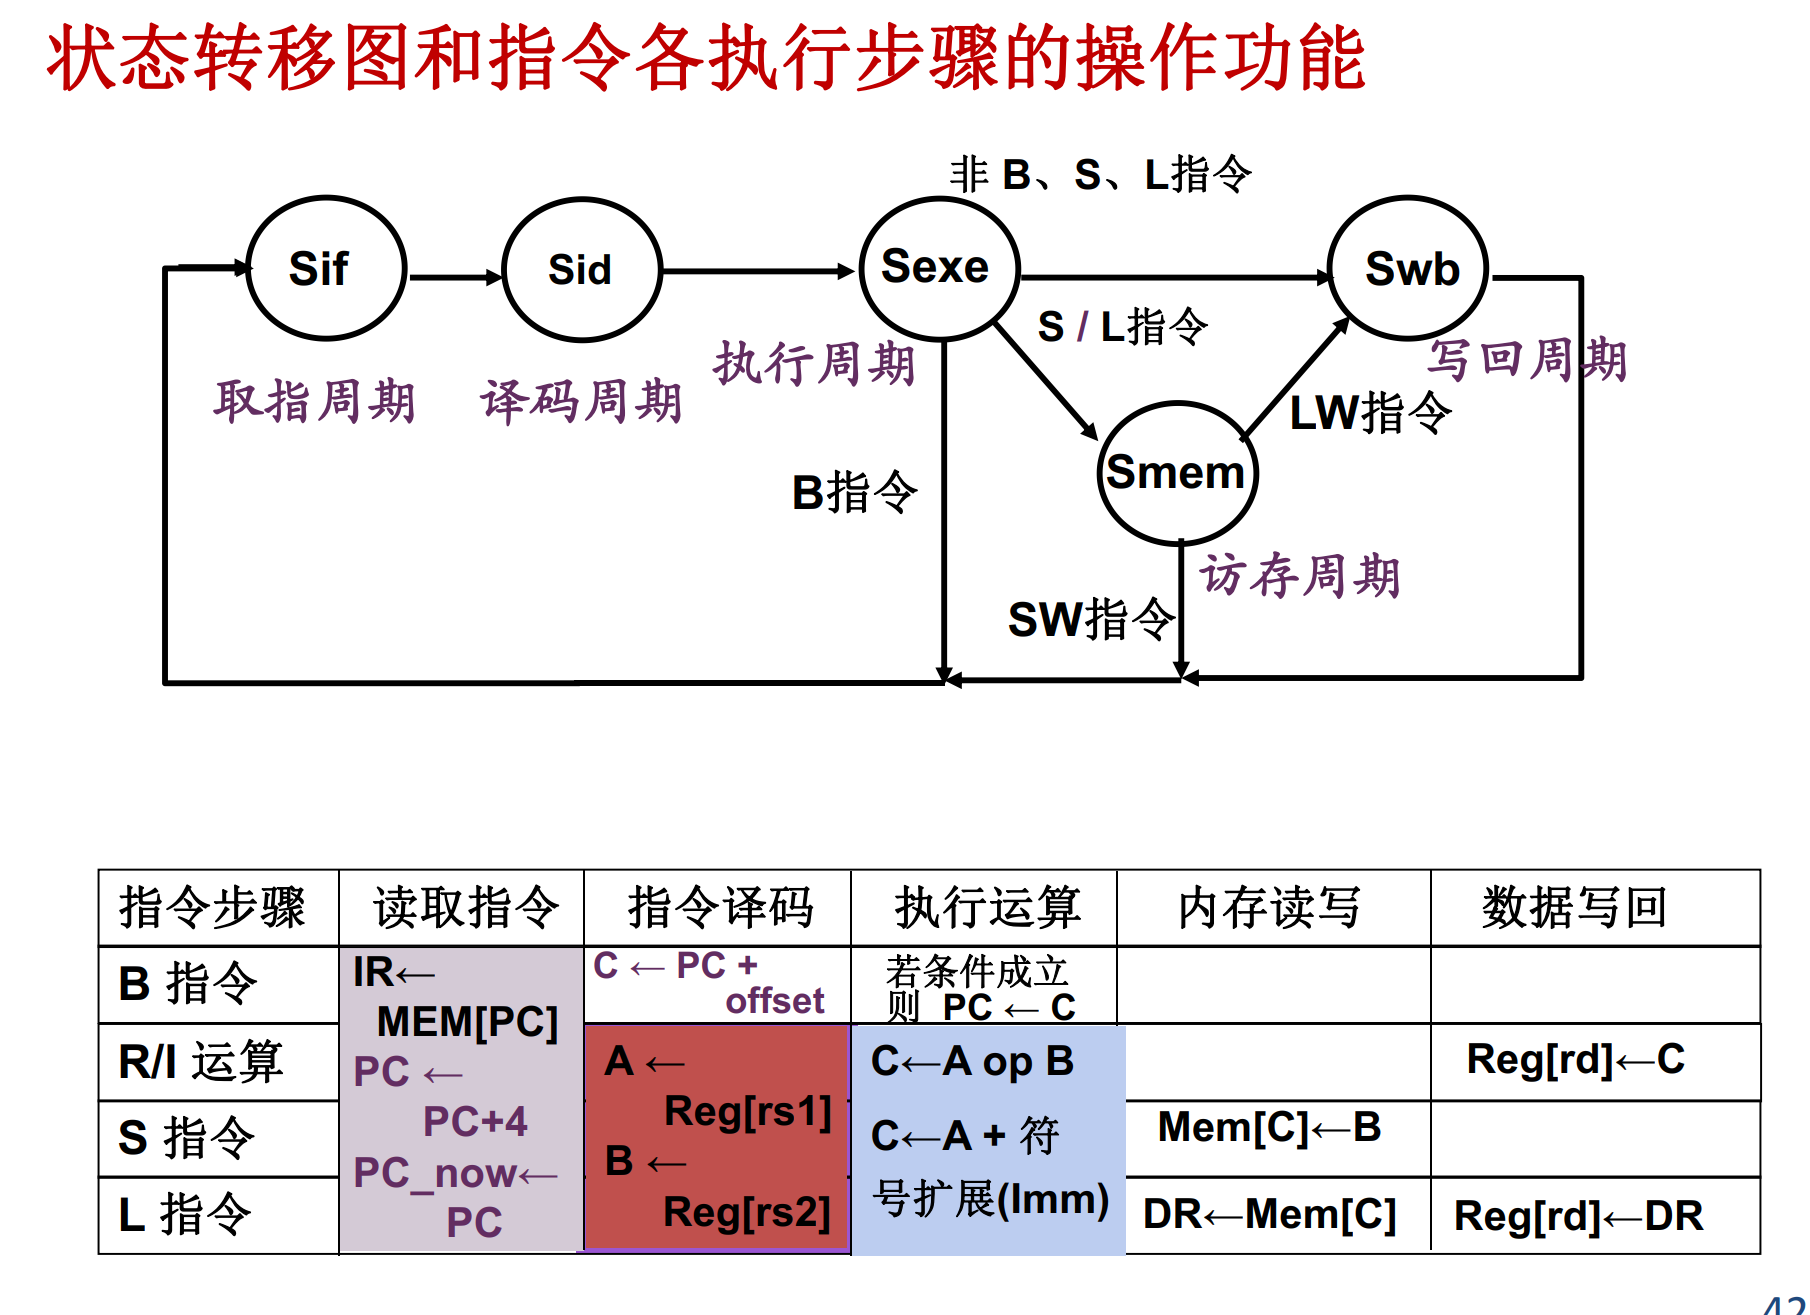 状态转移图和指令各执行步骤的操作功能
非 B、S、L指令
Sif
Sid
Sexe
Swb
S / L指令
取指周期
译码周期
执行周期
写回周期
LW指令
B指令
Smem
访存周期
SW指令
指令步骤 读取指令 指令译码 执行运算 内存读写 数据写回
B 指令
R/I 运算
S 指令
L 指令
IR←
MEM[PC]
PC ←
PC+4
PC_now←
PC
C ← PC +
offset
A ←
Reg[rs1]
B ←
Reg[rs2]
若条件成立
则 PC ← C
C←A op B
C←A + 符
号扩展(Imm)
Mem[C]←B
DR←Mem[C]
Reg[rd]←C
Reg[rd]←DR
42